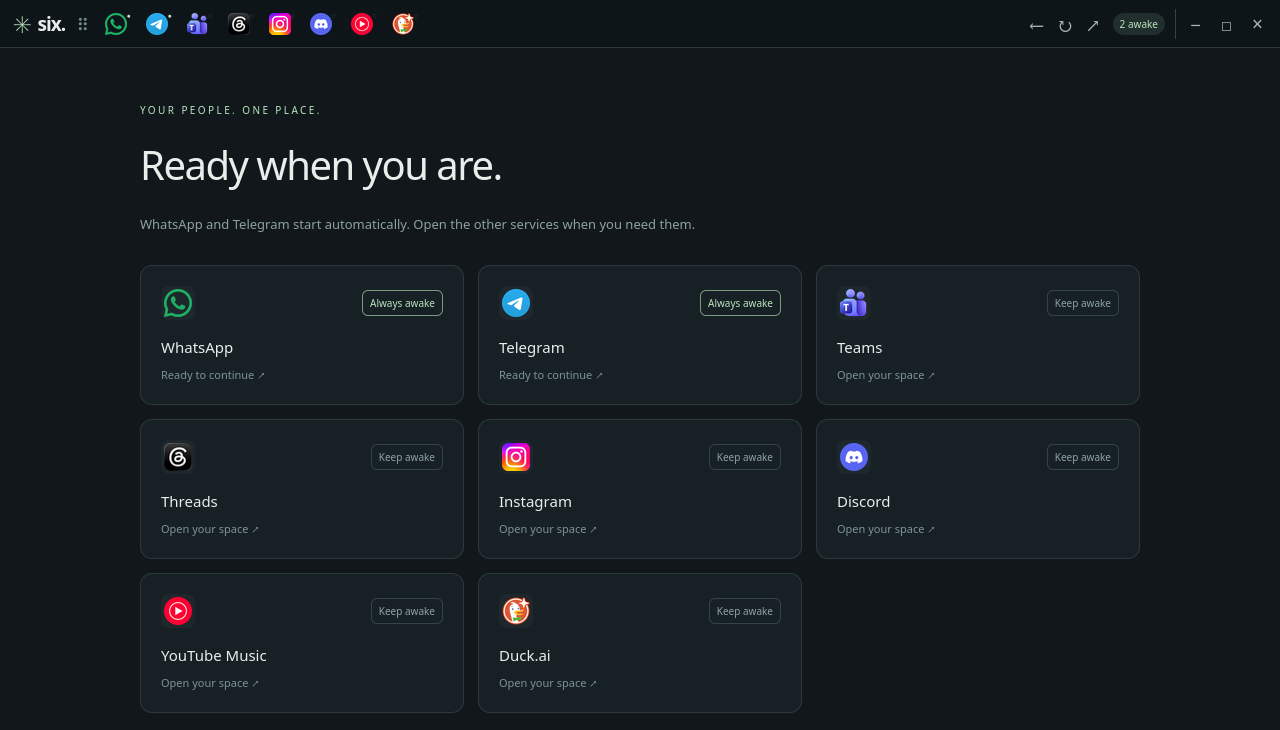 six.
2 awake
YOUR PEOPLE. ONE PLACE.
Ready when you are.
WhatsApp and Telegram start automatically. Open the other services when you need them.
Always awake
WhatsApp
Ready to continue ↗
Always awake
Telegram
Ready to continue ↗
Keep awake
Teams
Open your space ↗
Keep awake
Threads
Open your space ↗
Keep awake
Instagram
Open your space ↗
Keep awake
Discord
Open your space ↗
Keep awake
YouTube Music
Open your space ↗
Keep awake
Duck.ai
Open your space ↗